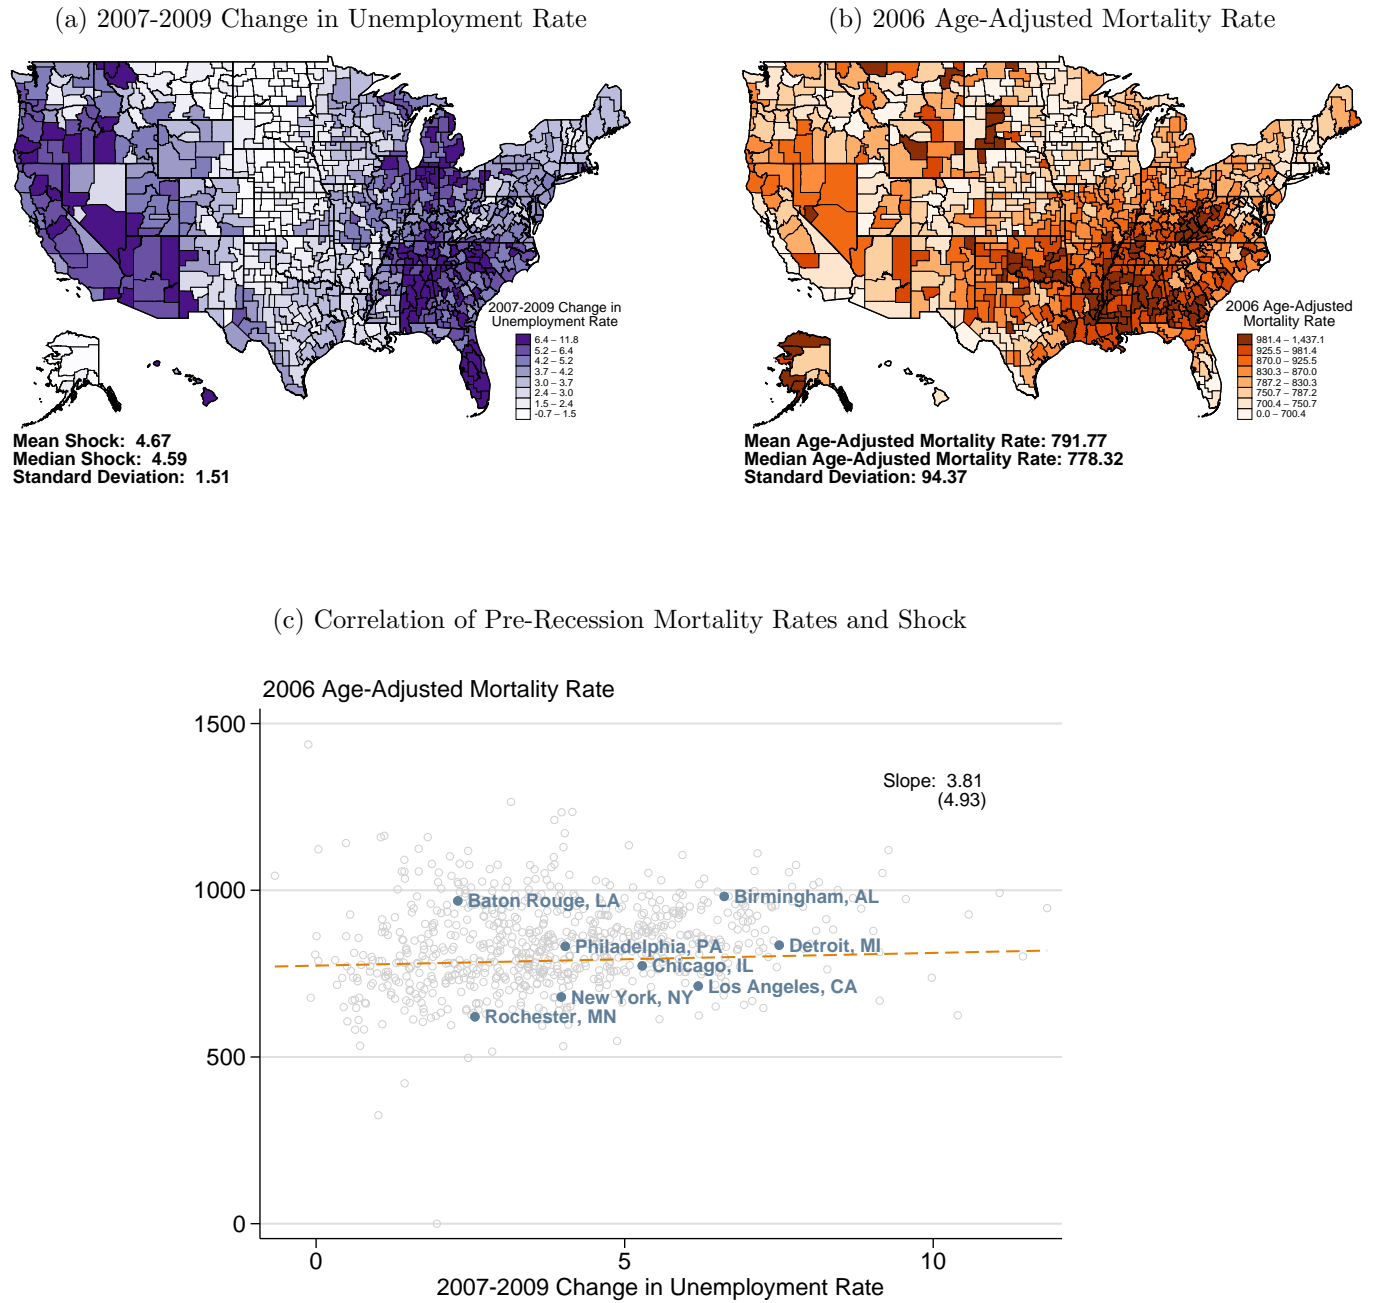 (a) 2007-2009 Change in Unemployment Rate
2007-2009 Change in
Unemployment Rate
6.4 – 11.8
5.2 – 6.4
4.2 – 5.2
3.7 – 4.2
3.0 – 3.7
2.4 – 3.0
1.5 – 2.4
-0.7 – 1.5
Mean Shock: 4.67
Median Shock: 4.59
Standard Deviation: 1.51
(b) 2006 Age-Adjusted Mortality Rate
2006 Age-Adjusted
Mortality Rate
981.4 – 1,437.1
925.5 – 981.4
870.0 – 925.5
830.3 – 870.0
787.2 – 830.3
750.7 – 787.2
700.4 – 750.7
0.0 – 700.4
Mean Age-Adjusted Mortality Rate: 791.77
Median Age-Adjusted Mortality Rate: 778.32
Standard Deviation: 94.37
(c) Correlation of Pre-Recession Mortality Rates and Shock
2006 Age-Adjusted Mortality Rate
1500
Slope: 3.81
(4.93)
1000
Birmingham, AL
Baton Rouge, LA
Philadelphia, PA
Detroit, MI
Chicago, IL
Los Angeles, CA
New York, NY
Rochester, MN
500
0
0
5
10
2007-2009 Change in Unemployment Rate